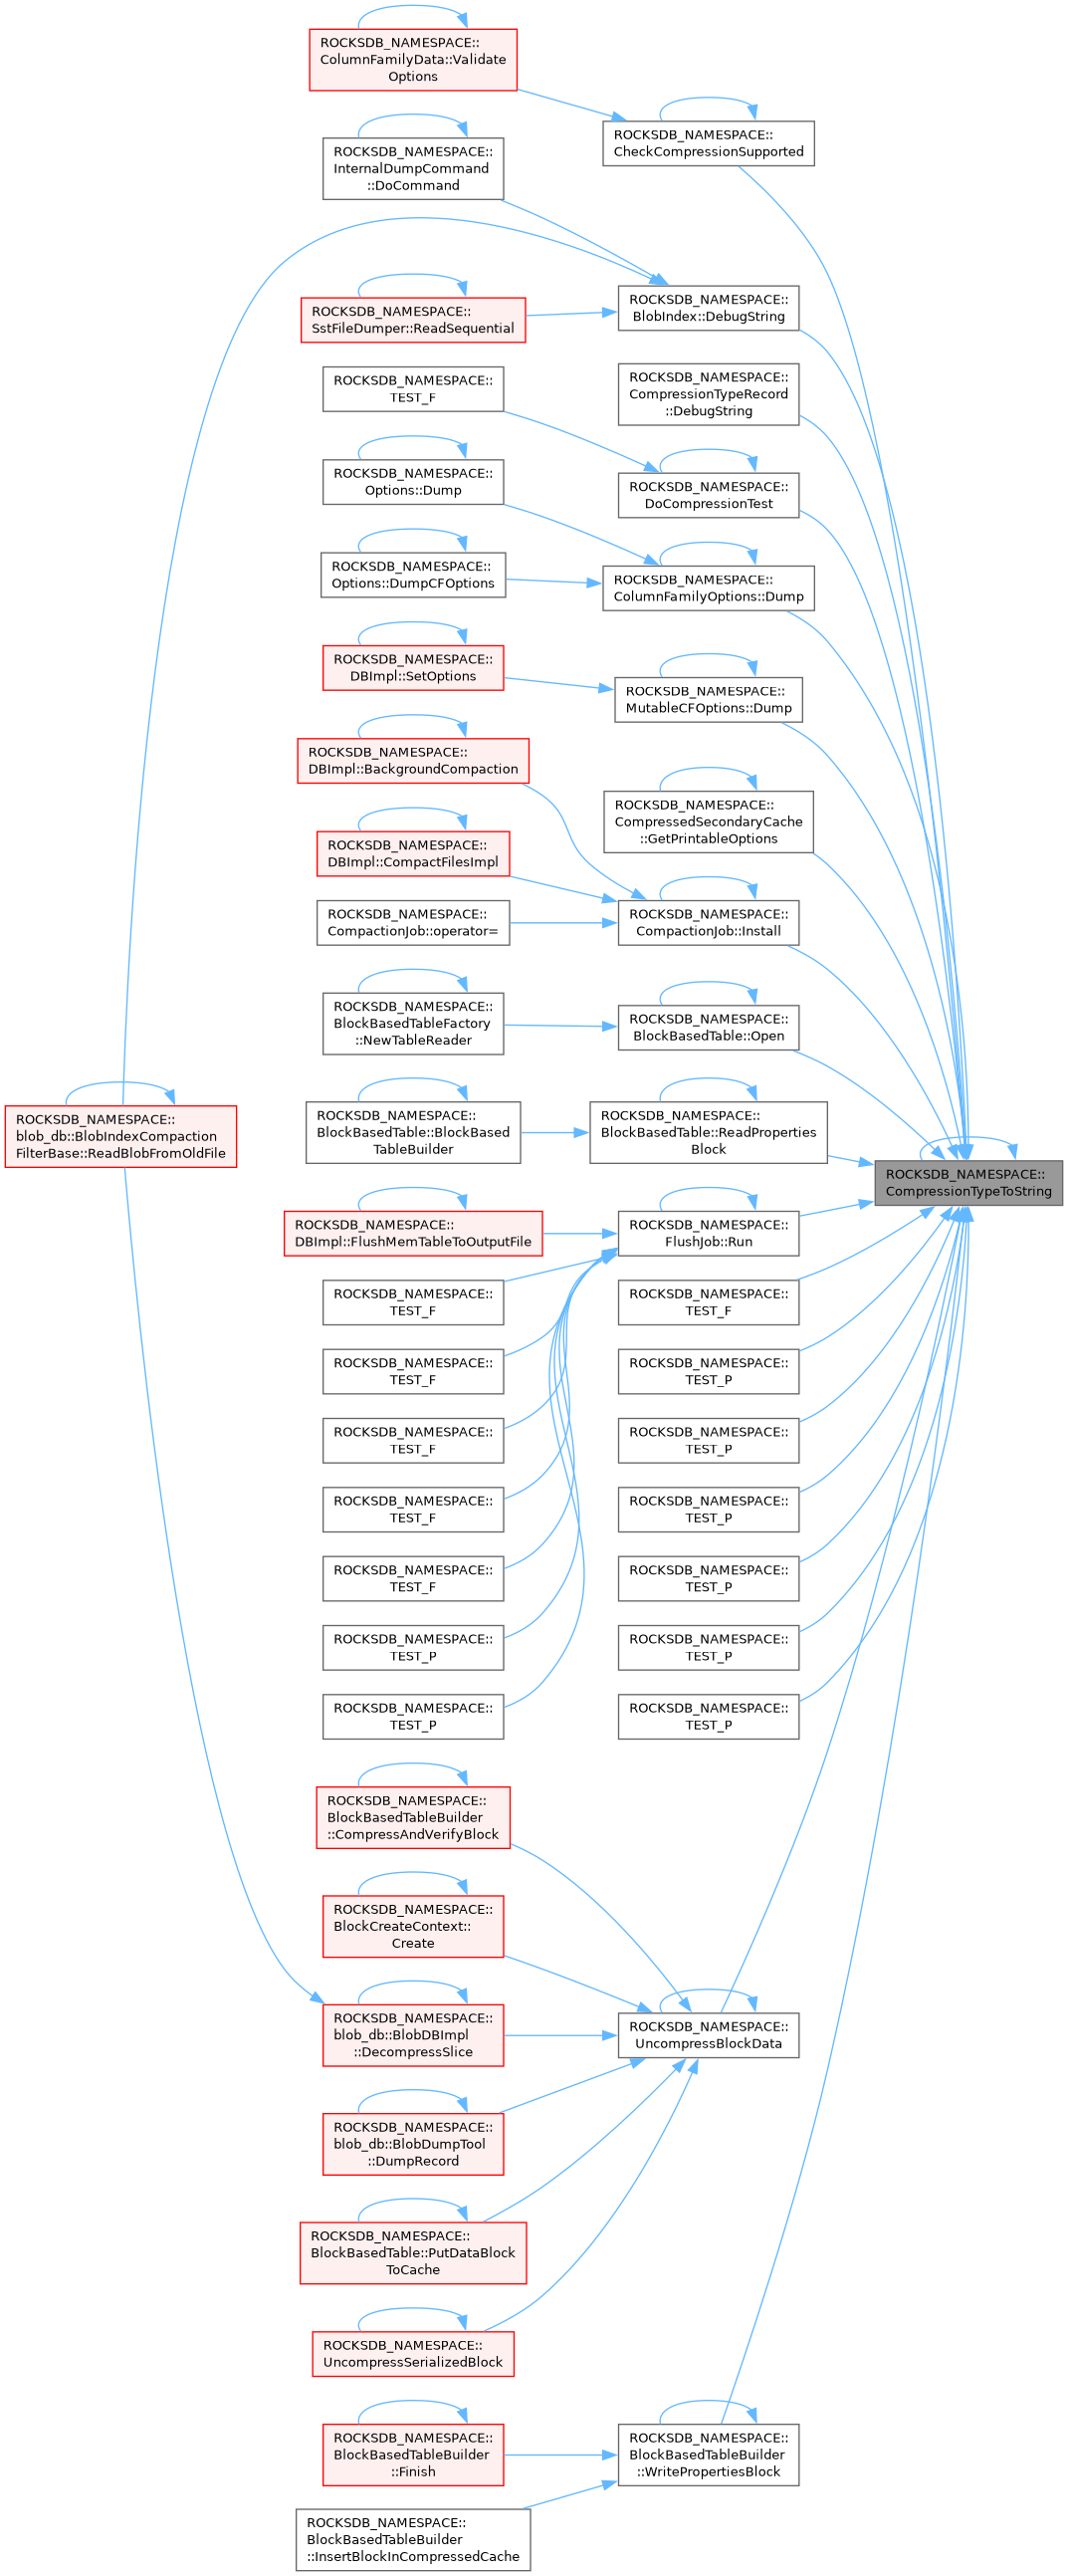 ROCKSDB_NAMESPACE::
ColumnFamilyData::Validate
Options
ROCKSDB_NAMESPACE::
CheckCompressionSupported
ROCKSDB_NAMESPACE::
InternalDumpCommand
::DoCommand
ROCKSDB_NAMESPACE::
BlobIndex::DebugString
ROCKSDB_NAMESPACE::
SstFileDumper::ReadSequential
ROCKSDB_NAMESPACE::
TEST_F
ROCKSDB_NAMESPACE::
CompressionTypeRecord
::DebugString
ROCKSDB_NAMESPACE::
Options::Dump
ROCKSDB_NAMESPACE::
DoCompressionTest
ROCKSDB_NAMESPACE::
Options::DumpCFOptions
ROCKSDB_NAMESPACE::
ColumnFamilyOptions::Dump
ROCKSDB_NAMESPACE::
DBImpl::SetOptions
ROCKSDB_NAMESPACE::
MutableCFOptions::Dump
ROCKSDB_NAMESPACE::
DBImpl::BackgroundCompaction
ROCKSDB_NAMESPACE::
CompressedSecondaryCache
::GetPrintableOptions
ROCKSDB_NAMESPACE::
DBImpl::CompactFilesImpl
ROCKSDB_NAMESPACE::
CompactionJob::operator=
ROCKSDB_NAMESPACE::
CompactionJob::Install
ROCKSDB_NAMESPACE::
BlockBasedTableFactory
::NewTableReader
ROCKSDB_NAMESPACE::
BlockBasedTable::Open
ROCKSDB_NAMESPACE::
blob_db::BlobIndexCompaction
FilterBase::ReadBlobFromOldFile
ROCKSDB_NAMESPACE::
BlockBasedTable::BlockBased
TableBuilder
ROCKSDB_NAMESPACE::
BlockBasedTable::ReadProperties
Block
ROCKSDB_NAMESPACE::
CompressionTypeToString
ROCKSDB_NAMESPACE::
DBImpl::FlushMemTableToOutputFile
ROCKSDB_NAMESPACE::
FlushJob::Run
ROCKSDB_NAMESPACE::
TEST_F
ROCKSDB_NAMESPACE::
TEST_F
ROCKSDB_NAMESPACE::
TEST_F
ROCKSDB_NAMESPACE::
TEST_P
ROCKSDB_NAMESPACE::
TEST_F
ROCKSDB_NAMESPACE::
TEST_P
ROCKSDB_NAMESPACE::
TEST_F
ROCKSDB_NAMESPACE::
TEST_P
ROCKSDB_NAMESPACE::
TEST_F
ROCKSDB_NAMESPACE::
TEST_P
ROCKSDB_NAMESPACE::
TEST_P
ROCKSDB_NAMESPACE::
TEST_P
ROCKSDB_NAMESPACE::
TEST_P
ROCKSDB_NAMESPACE::
TEST_P
ROCKSDB_NAMESPACE::
BlockBasedTableBuilder
::CompressAndVerifyBlock
ROCKSDB_NAMESPACE::
BlockCreateContext::
Create
ROCKSDB_NAMESPACE::
blob_db::BlobDBImpl
::DecompressSlice
ROCKSDB_NAMESPACE::
UncompressBlockData
ROCKSDB_NAMESPACE::
blob_db::BlobDumpTool
::DumpRecord
ROCKSDB_NAMESPACE::
BlockBasedTable::PutDataBlock
ToCache
ROCKSDB_NAMESPACE::
UncompressSerializedBlock
ROCKSDB_NAMESPACE::
BlockBasedTableBuilder
::Finish
ROCKSDB_NAMESPACE::
BlockBasedTableBuilder
::WritePropertiesBlock
ROCKSDB_NAMESPACE::
BlockBasedTableBuilder
::InsertBlockInCompressedCache